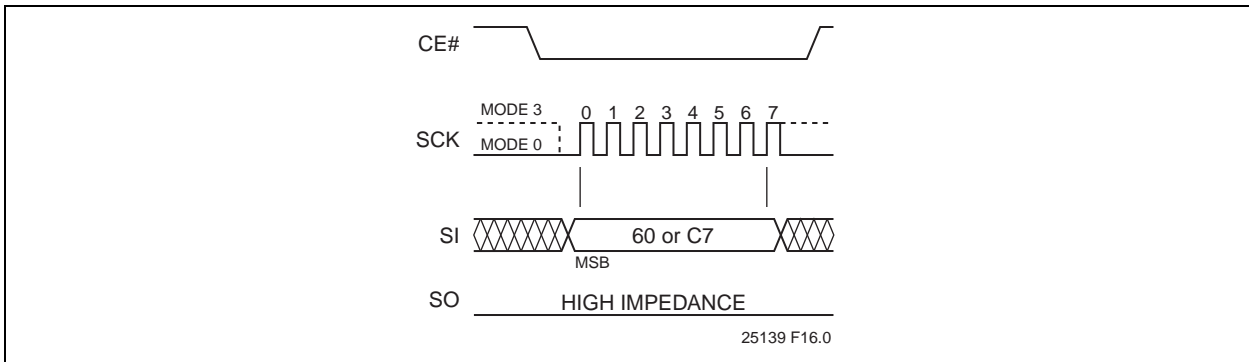 CE#
MODE 3
0 1 2 3 4 5 6 7
SCK
MODE 0
SI
60 or C7
MSB
SO
HIGH IMPEDANCE
25139 F16.0